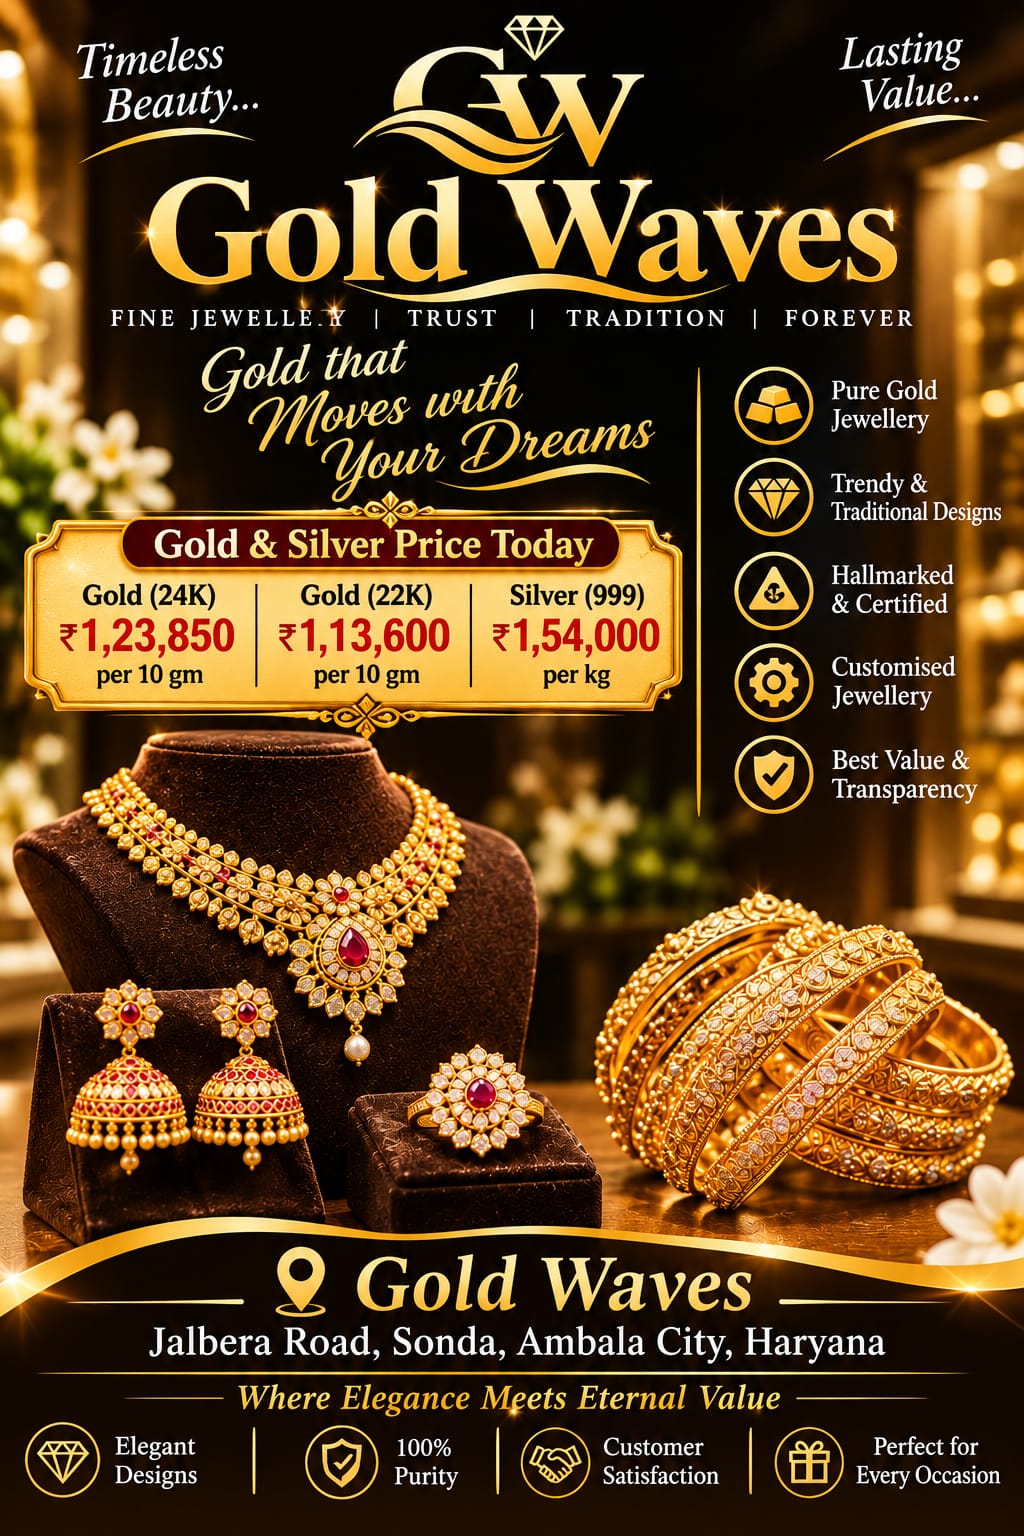 Timeless
Beauty...
GW
Lasting
Value...
Gold Waves
FINE JEWELLE.Y | TRUST | TRADITION | FOREVER
Gold that
Moves with
Your Dreams
Gold & Silver Price Today
Gold (24K)
₹1,23,850
per 10 gm
Gold (22K)
₹1,13,600
per 10 gm
Silver (999)
₹1,54,000
per kg
Pure Gold
Jewellery
Trendy &
Traditional Designs
Hallmarked
& Certified
Customised
Jewellery
Best Value &
Transparency
Gold Waves
Jalbera Road, Sonda, Ambala City, Haryana
Where Elegance Meets Eternal Value
Elegant
Designs
100%
Purity
Customer
Satisfaction
Perfect for
Every Occasion